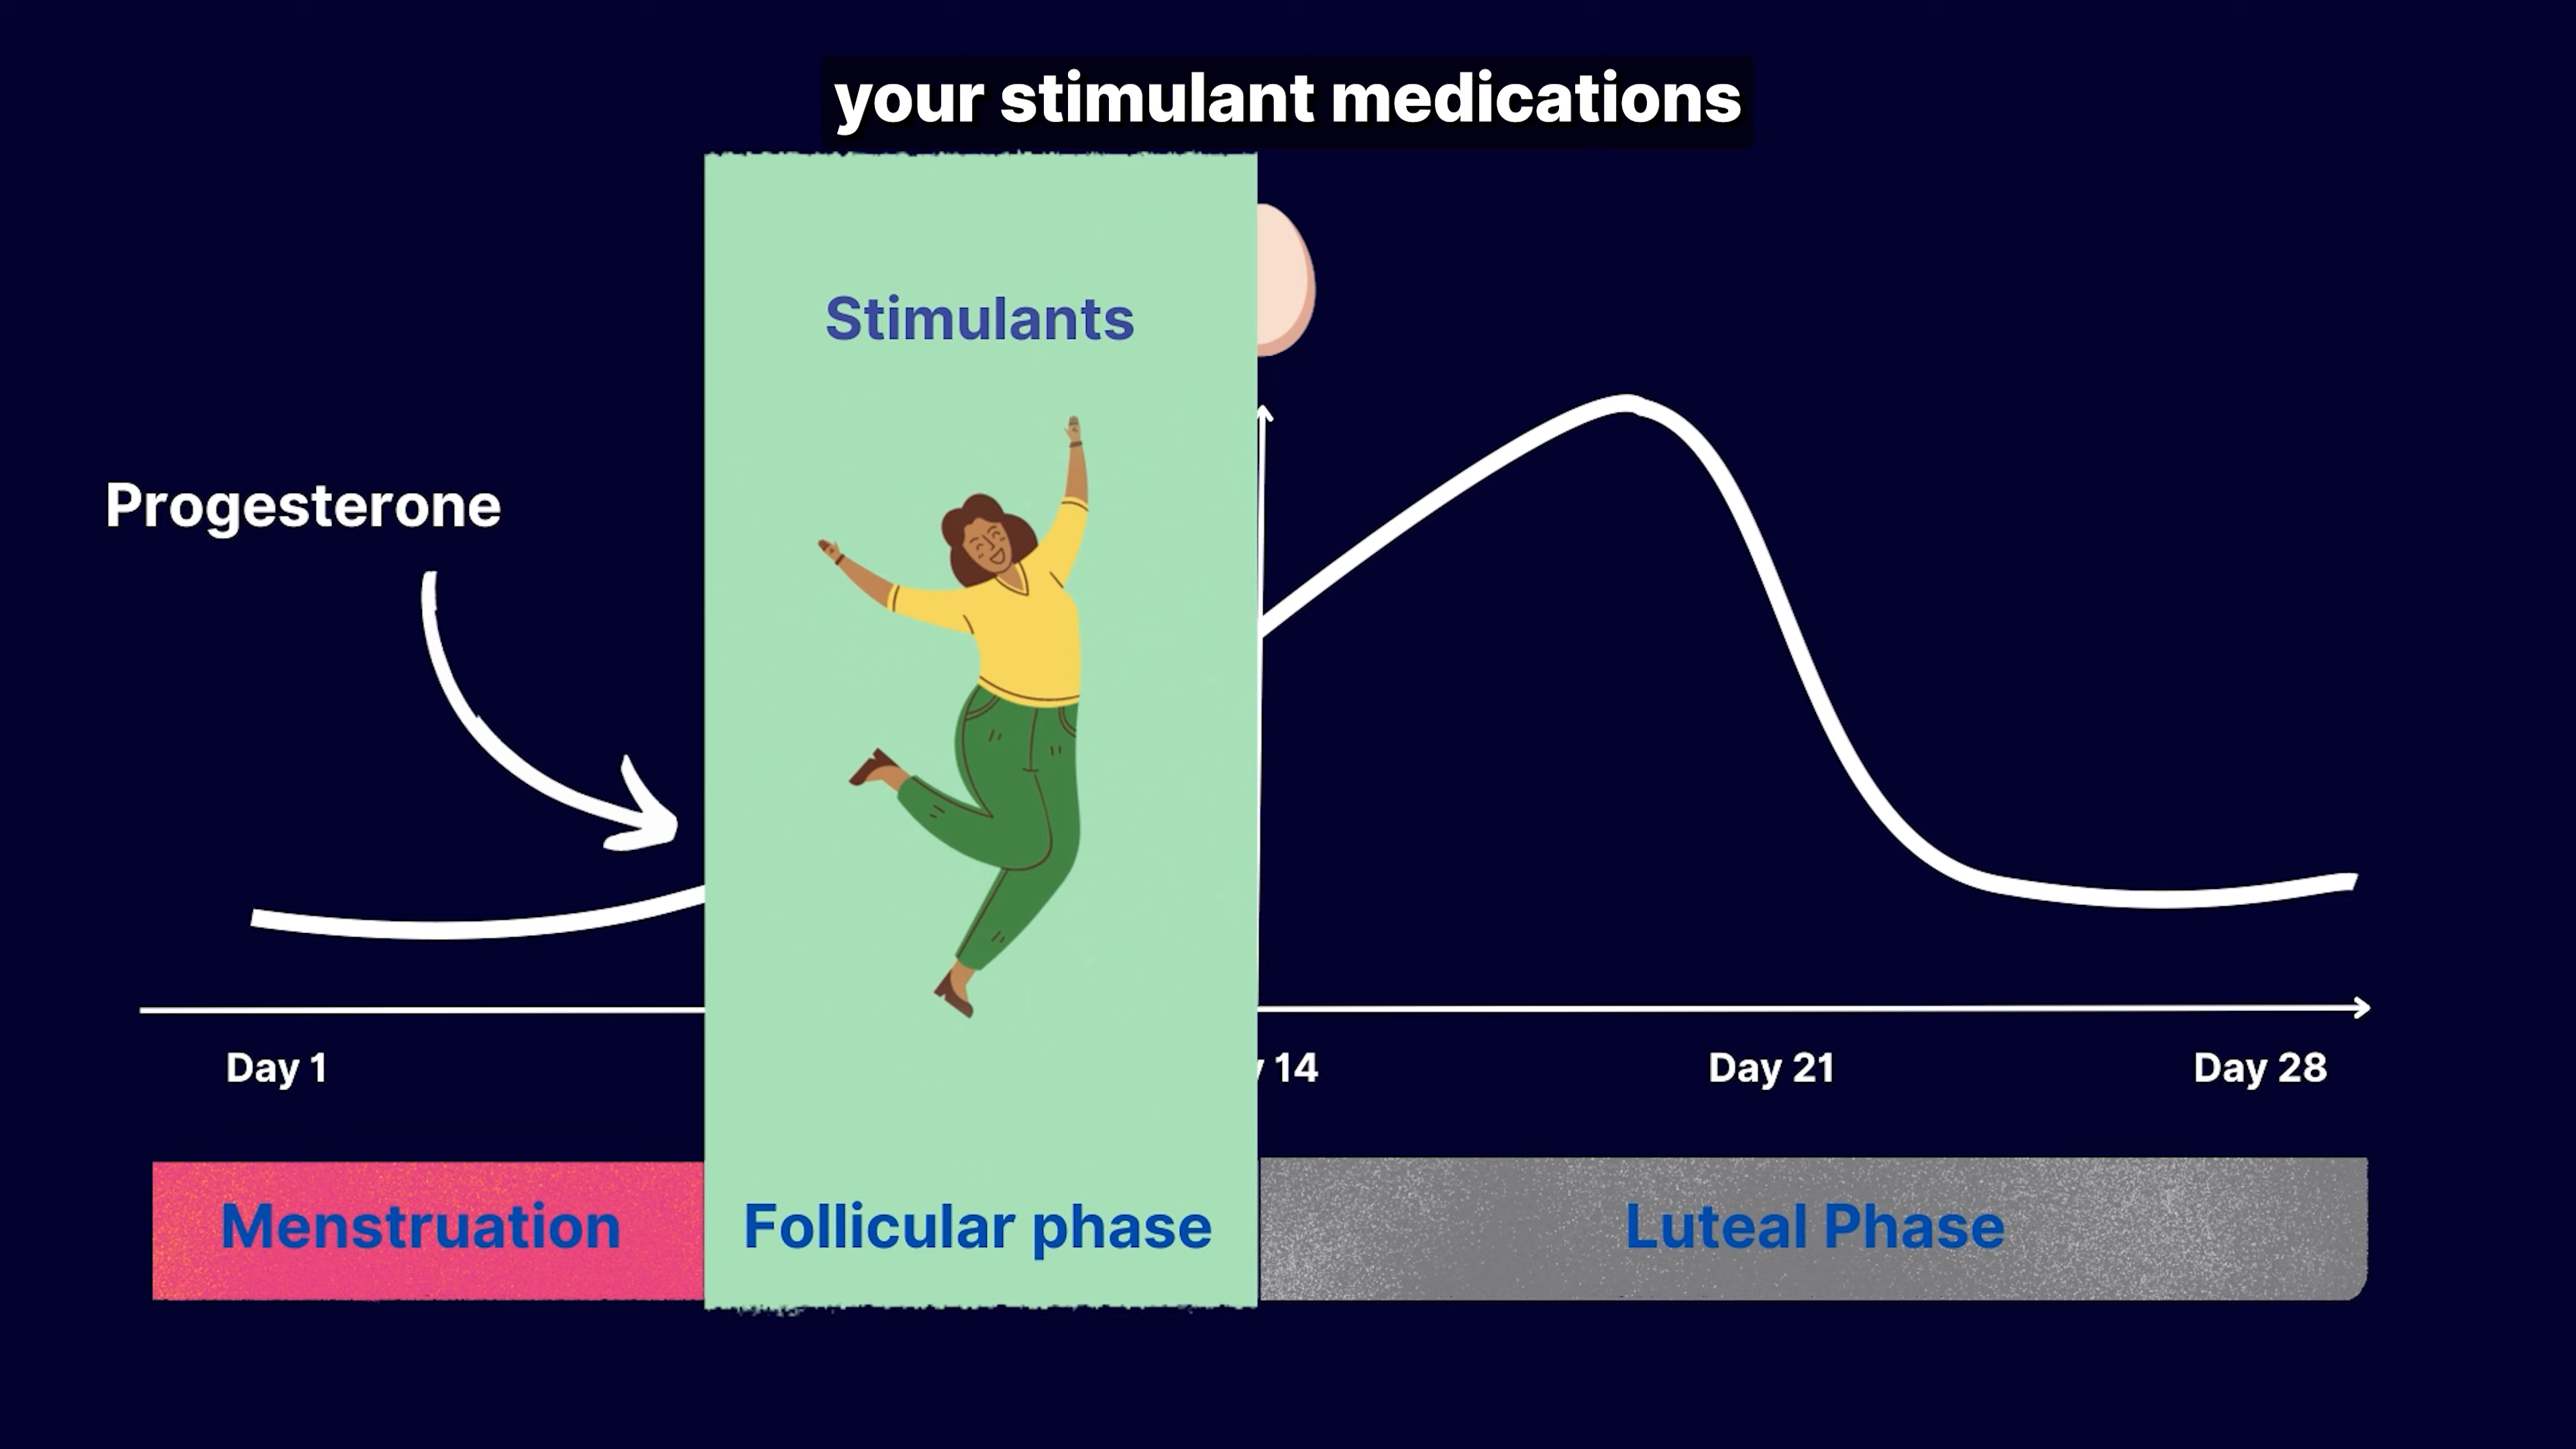 your stimulant medications
Stimulants
Progesterone
Day 1
14
Day 21
Day 28
Menstruation
Follicular phase
Luteal Phase